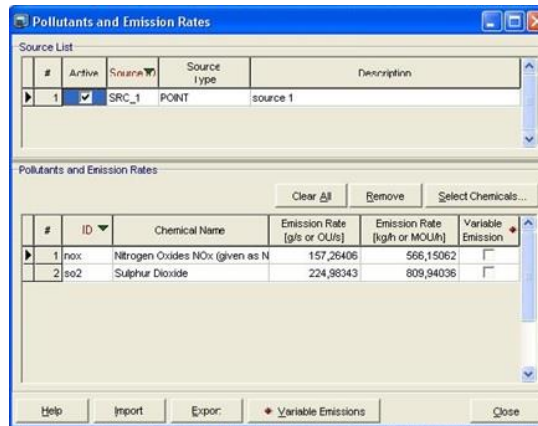 Pollutants and Emission Rates
Source List
# Active Source ID Source Type Description
1 SRC_1 POINT source 1
Pollutants and Emission Rates
Clear All Remove Select Chemicals...
# ID Chemical Name Emission Rate [g/s or OU/s] Emission Rate [kg/h or MOU/h] Variable Emission
1 nox Nitrogen Oxides NOx (given as N 157,26406 566,15062
2 so2 Sulphur Dioxide 224,98343 809,94036
Help Import Export Variable Emissions Close